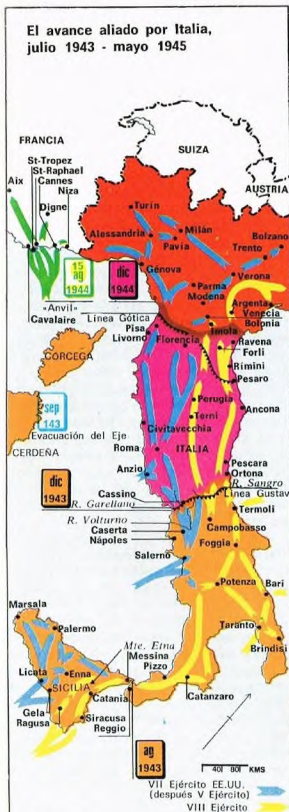 El avance aliado por Italia,
julio 1943 - mayo 1945
SUIZA
FRANCIA
AUSTRIA
St-Tropez
St-Raphael
Cannes
Niza
Aix
Digne
Turín
Milán
Alessandria
Pavía
Bolzano
Trento
Génova
Verona
15
ag
1944
dic
1944
Parma
Modena
Argenta
Venecia
Bolonia
«Anvil»
Cavalaire
Línea Gótica
Imola
Pisa
Livorno
Florencia
Ravena
Forli
Rimini
Pesaro
CÓRCEGA
Perugia
Ancona
Terni
sep
143
Evacuación del Eje
CERDEÑA
Civitavecchia
Roma
ITALIA
Anzio
Pescara
Ortona
dic
1943
Cassino
R. Garellano
R. Sangro
Línea Gustav
R. Volturno
Caserta
Nápoles
Termoli
Campobasso
Foggia
Salerno
Potenza
Bari
Marsala
Palermo
Taranto
Brindisi
Mte. Etna
Messina
Pizzo
Licata
Enna
SICILIA
Catania
Catanzaro
Gela
Ragusa
Siracusa
Reggio
ag
1943
40 80 KMS
VII Ejército EE.UU.
(después V Ejército)
VIII Ejército